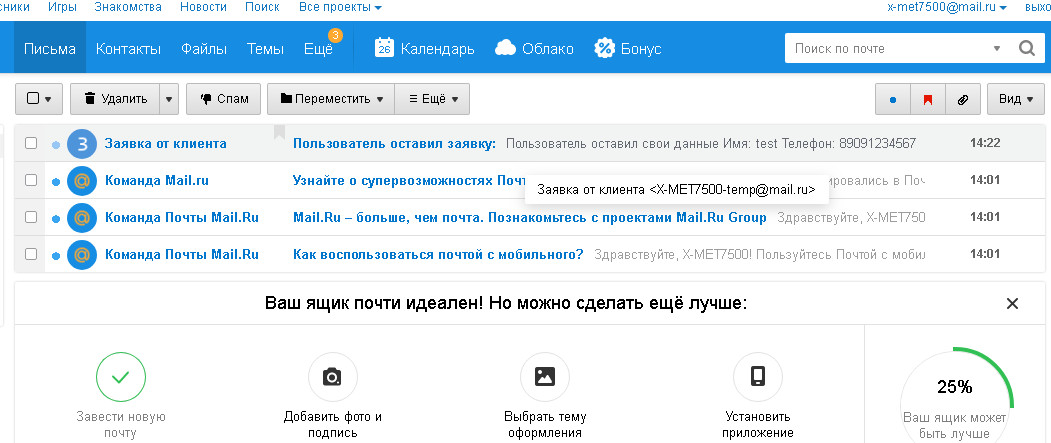 сники Игры Знакомства Новости Поиск Все проекты x-met7500@mail.ru выхо
Письма Контакты Файлы Темы Ещё 3 26 Календарь Облако Бонус Поиск по почте
Удалить Спам Переместить Ещё Вид
З Заявка от клиента Пользователь оставил заявку: Пользователь оставил свои данные Имя: test Телефон: 89091234567 14:22
@ Команда Mail.ru Узнайте о супервозможностях Почт ировались в Поч 14:01
Заявка от клиента <X-MET7500-temp@mail.ru>
@ Команда Почты Mail.Ru Mail.Ru – больше, чем почта. Познакомьтесь с проектами Mail.Ru Group Здравствуйте, X-MET750 14:01
@ Команда Почты Mail.Ru Как воспользоваться почтой с мобильного? Здравствуйте, X-MET7500! Пользуйтесь Почтой с мобил 14:01
Ваш ящик почти идеален! Но можно сделать ещё лучше:
Завести новую
почту
Добавить фото и
подпись
Выбрать тему
оформления
Установить
приложение
25%
Ваш ящик может
быть лучше